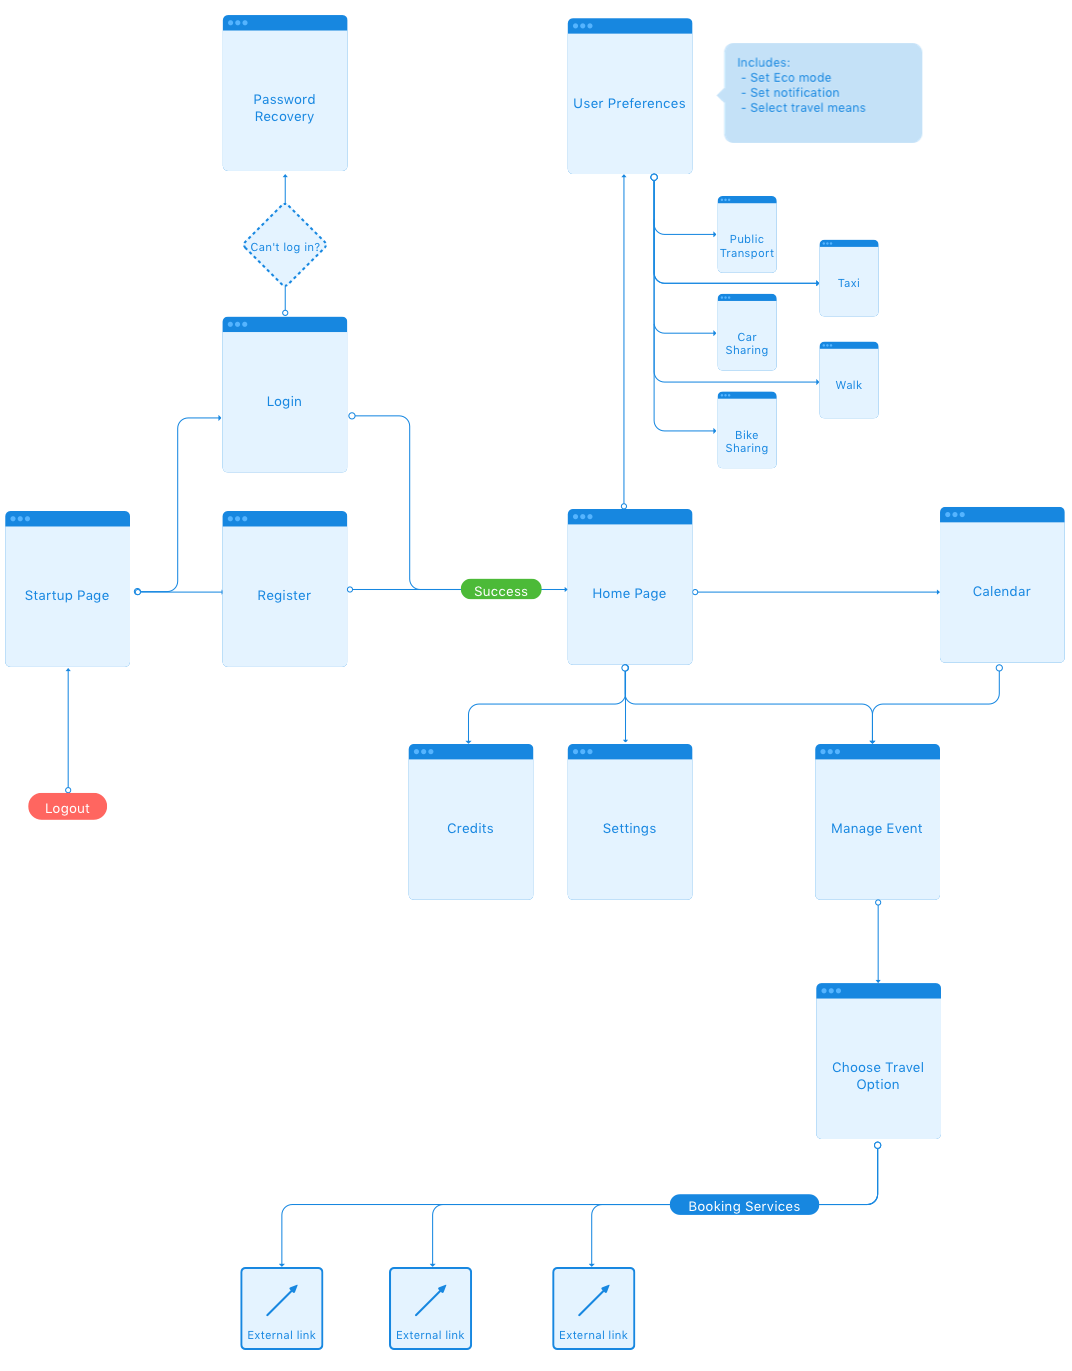 Password
Recovery
User Preferences
Includes:
- Set Eco mode
- Set notification
- Select travel means
Can't log in?
Public
Transport
Taxi
Car
Sharing
Walk
Bike
Sharing
Login
Startup Page
Register
Success
Home Page
Calendar
Logout
Credits
Settings
Manage Event
Choose Travel
Option
Booking Services
External link
External link
External link